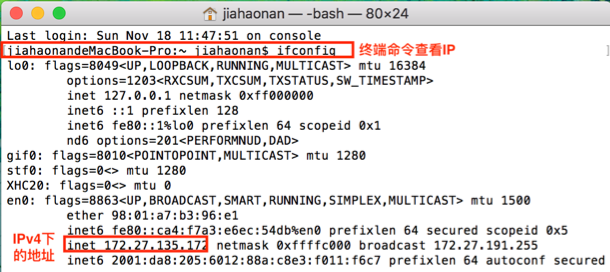 jiahaonan — -bash — 80×24
Last login: Sun Nov 18 11:47:51 on console
jiahaonandeMacBook-Pro:~ jiahaonan$ ifconfig 终端命令查看IP
lo0: flags=8049<UP,LOOPBACK,RUNNING,MULTICAST> mtu 16384
options=1203<RXCSUM,TXCSUM,TXSTATUS,SW_TIMESTAMP>
inet 127.0.0.1 netmask 0xff000000
inet6 ::1 prefixlen 128
inet6 fe80::1%lo0 prefixlen 64 scopeid 0x1
nd6 options=201<PERFORMNUD,DAD>
gif0: flags=8010<POINTOPOINT,MULTICAST> mtu 1280
stf0: flags=0<> mtu 1280
XHC20: flags=0<> mtu 0
en0: flags=8863<UP,BROADCAST,SMART,RUNNING,SIMPLEX,MULTICAST> mtu 1500
ether 98:01:a7:b3:96:e1
inet6 fe80::ca4:f7a3:e6ec:54db%en0 prefixlen 64 secured scopeid 0x5
IPv4下
的地址
inet 172.27.135.172 netmask 0xffffc000 broadcast 172.27.191.255
inet6 2001:da8:205:6012:88a:c8e3:f011:f6c7 prefixlen 64 autoconf secured